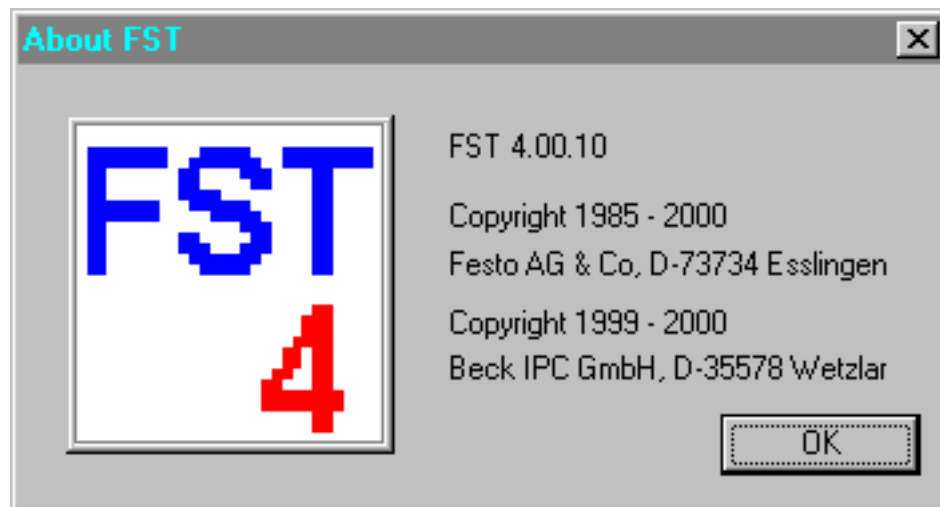 About FST
FST
4
FST 4.00.10
Copyright 1985 - 2000
Festo AG & Co, D-73734 Esslingen
Copyright 1999 - 2000
Beck IPC GmbH, D-35578 Wetzlar
OK